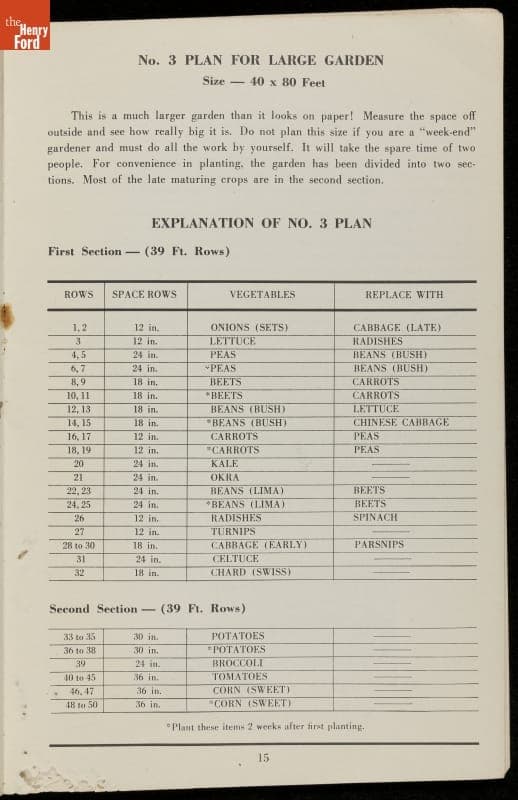 the
Henry
Ford
No. 3 PLAN FOR LARGE GARDEN
Size — 40 x 80 Feet
This is a much larger garden than it looks on paper! Measure the space off
outside and see how really big it is. Do not plan this size if you are a "week-end"
gardener and must do all the work by yourself. It will take the spare time of two
people. For convenience in planting, the garden has been divided into two sec-
tions. Most of the late maturing crops are in the second section.
EXPLANATION OF NO. 3 PLAN
First Section — (39 Ft. Rows)
ROWS SPACE ROWS VEGETABLES REPLACE WITH
1, 2 12 in. ONIONS (SETS) CABBAGE (LATE)
3 12 in. LETTUCE RADISHES
4, 5 24 in. PEAS BEANS (BUSH)
6, 7 24 in. *PEAS BEANS (BUSH)
8, 9 18 in. BEETS CARROTS
10, 11 18 in. *BEETS CARROTS
12, 13 18 in. BEANS (BUSH) LETTUCE
14, 15 18 in. *BEANS (BUSH) CHINESE CABBAGE
16, 17 12 in. CARROTS PEAS
18, 19 12 in. *CARROTS PEAS
20 24 in. KALE ———
21 24 in. OKRA ———
22, 23 24 in. BEANS (LIMA) BEETS
24, 25 24 in. *BEANS (LIMA) BEETS
26 12 in. RADISHES SPINACH
27 12 in. TURNIPS ———
28 to 30 18 in. CABBAGE (EARLY) PARSNIPS
31 24 in. CELTUCE ———
32 18 in. CHARD (SWISS) ———
Second Section — (39 Ft. Rows)
33 to 35 30 in. POTATOES ———
36 to 38 30 in. *POTATOES ———
39 24 in. BROCCOLI ———
40 to 45 36 in. TOMATOES ———
46, 47 36 in. CORN (SWEET) ———
48 to 50 36 in. *CORN (SWEET) ———
*Plant these items 2 weeks after first planting.
15